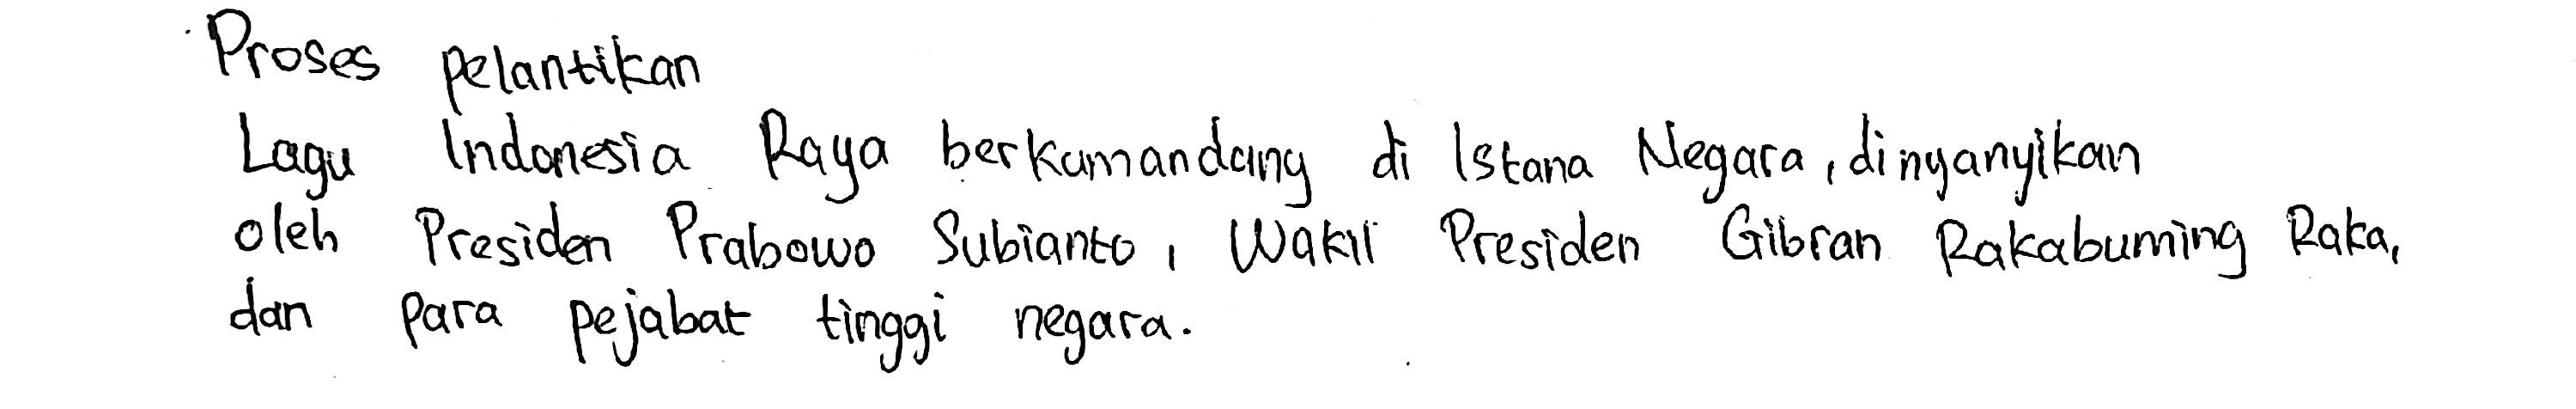 Proses pelantikan
Lagu Indonesia Raya berkumandang di Istana Negara, dinyanyikan
oleh Presiden Prabowo Subianto, Wakil Presiden Gibran Rakabuming Raka,
dan para pejabat tinggi negara.